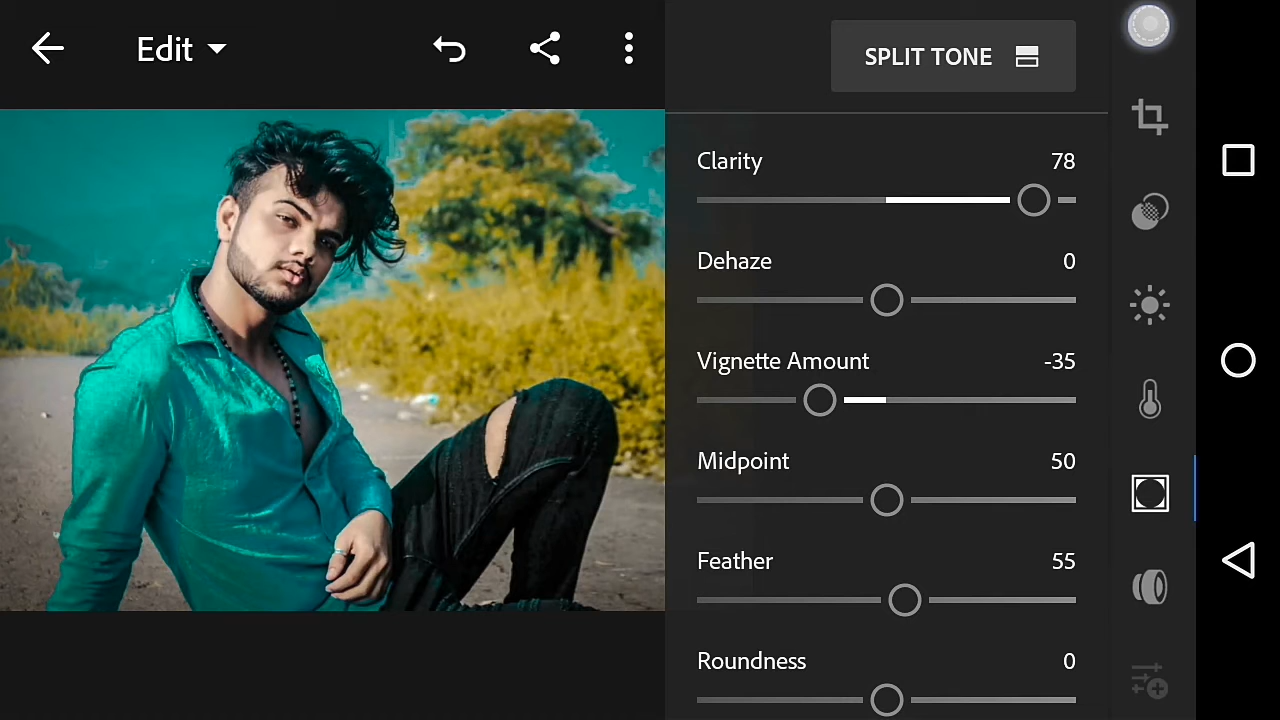 Edit
SPLIT TONE
Clarity 78
Dehaze 0
Vignette Amount -35
Midpoint 50
Feather 55
Roundness 0